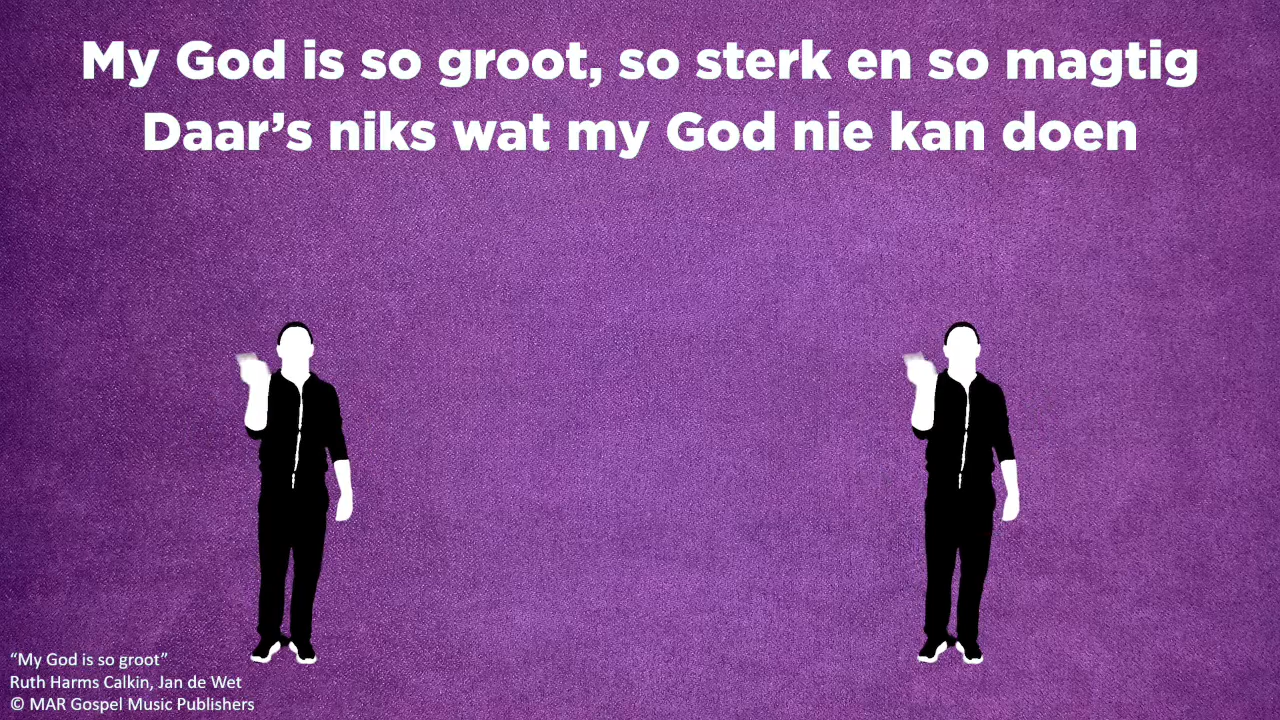 My God is so groot, so sterk en so magtig
Daar’s niks wat my God nie kan doen
“My God is so groot”
Ruth Harms Calkin, Jan de Wet
© MAR Gospel Music Publishers